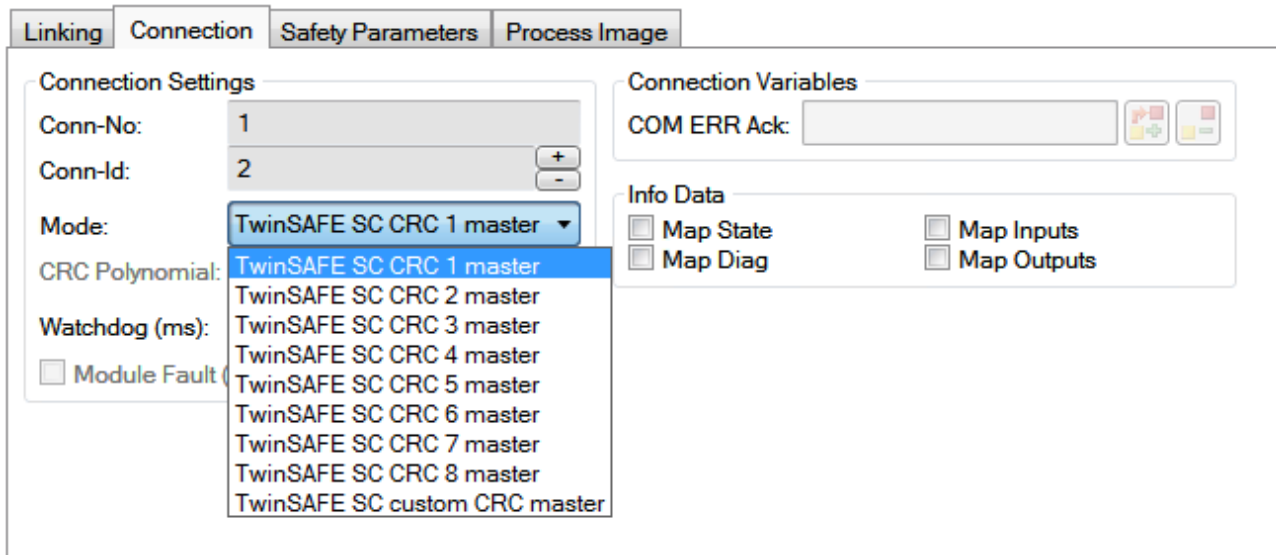 Linking Connection Safety Parameters Process Image
Connection Settings
Conn-No: 1
Conn-Id: 2
+
-
Mode: TwinSAFE SC CRC 1 master
CRC Polynomial:
Watchdog (ms):
Module Fault (
TwinSAFE SC CRC 1 master
TwinSAFE SC CRC 2 master
TwinSAFE SC CRC 3 master
TwinSAFE SC CRC 4 master
TwinSAFE SC CRC 5 master
TwinSAFE SC CRC 6 master
TwinSAFE SC CRC 7 master
TwinSAFE SC CRC 8 master
TwinSAFE SC custom CRC master
Connection Variables
COM ERR Ack:
Info Data
Map State Map Inputs
Map Diag Map Outputs